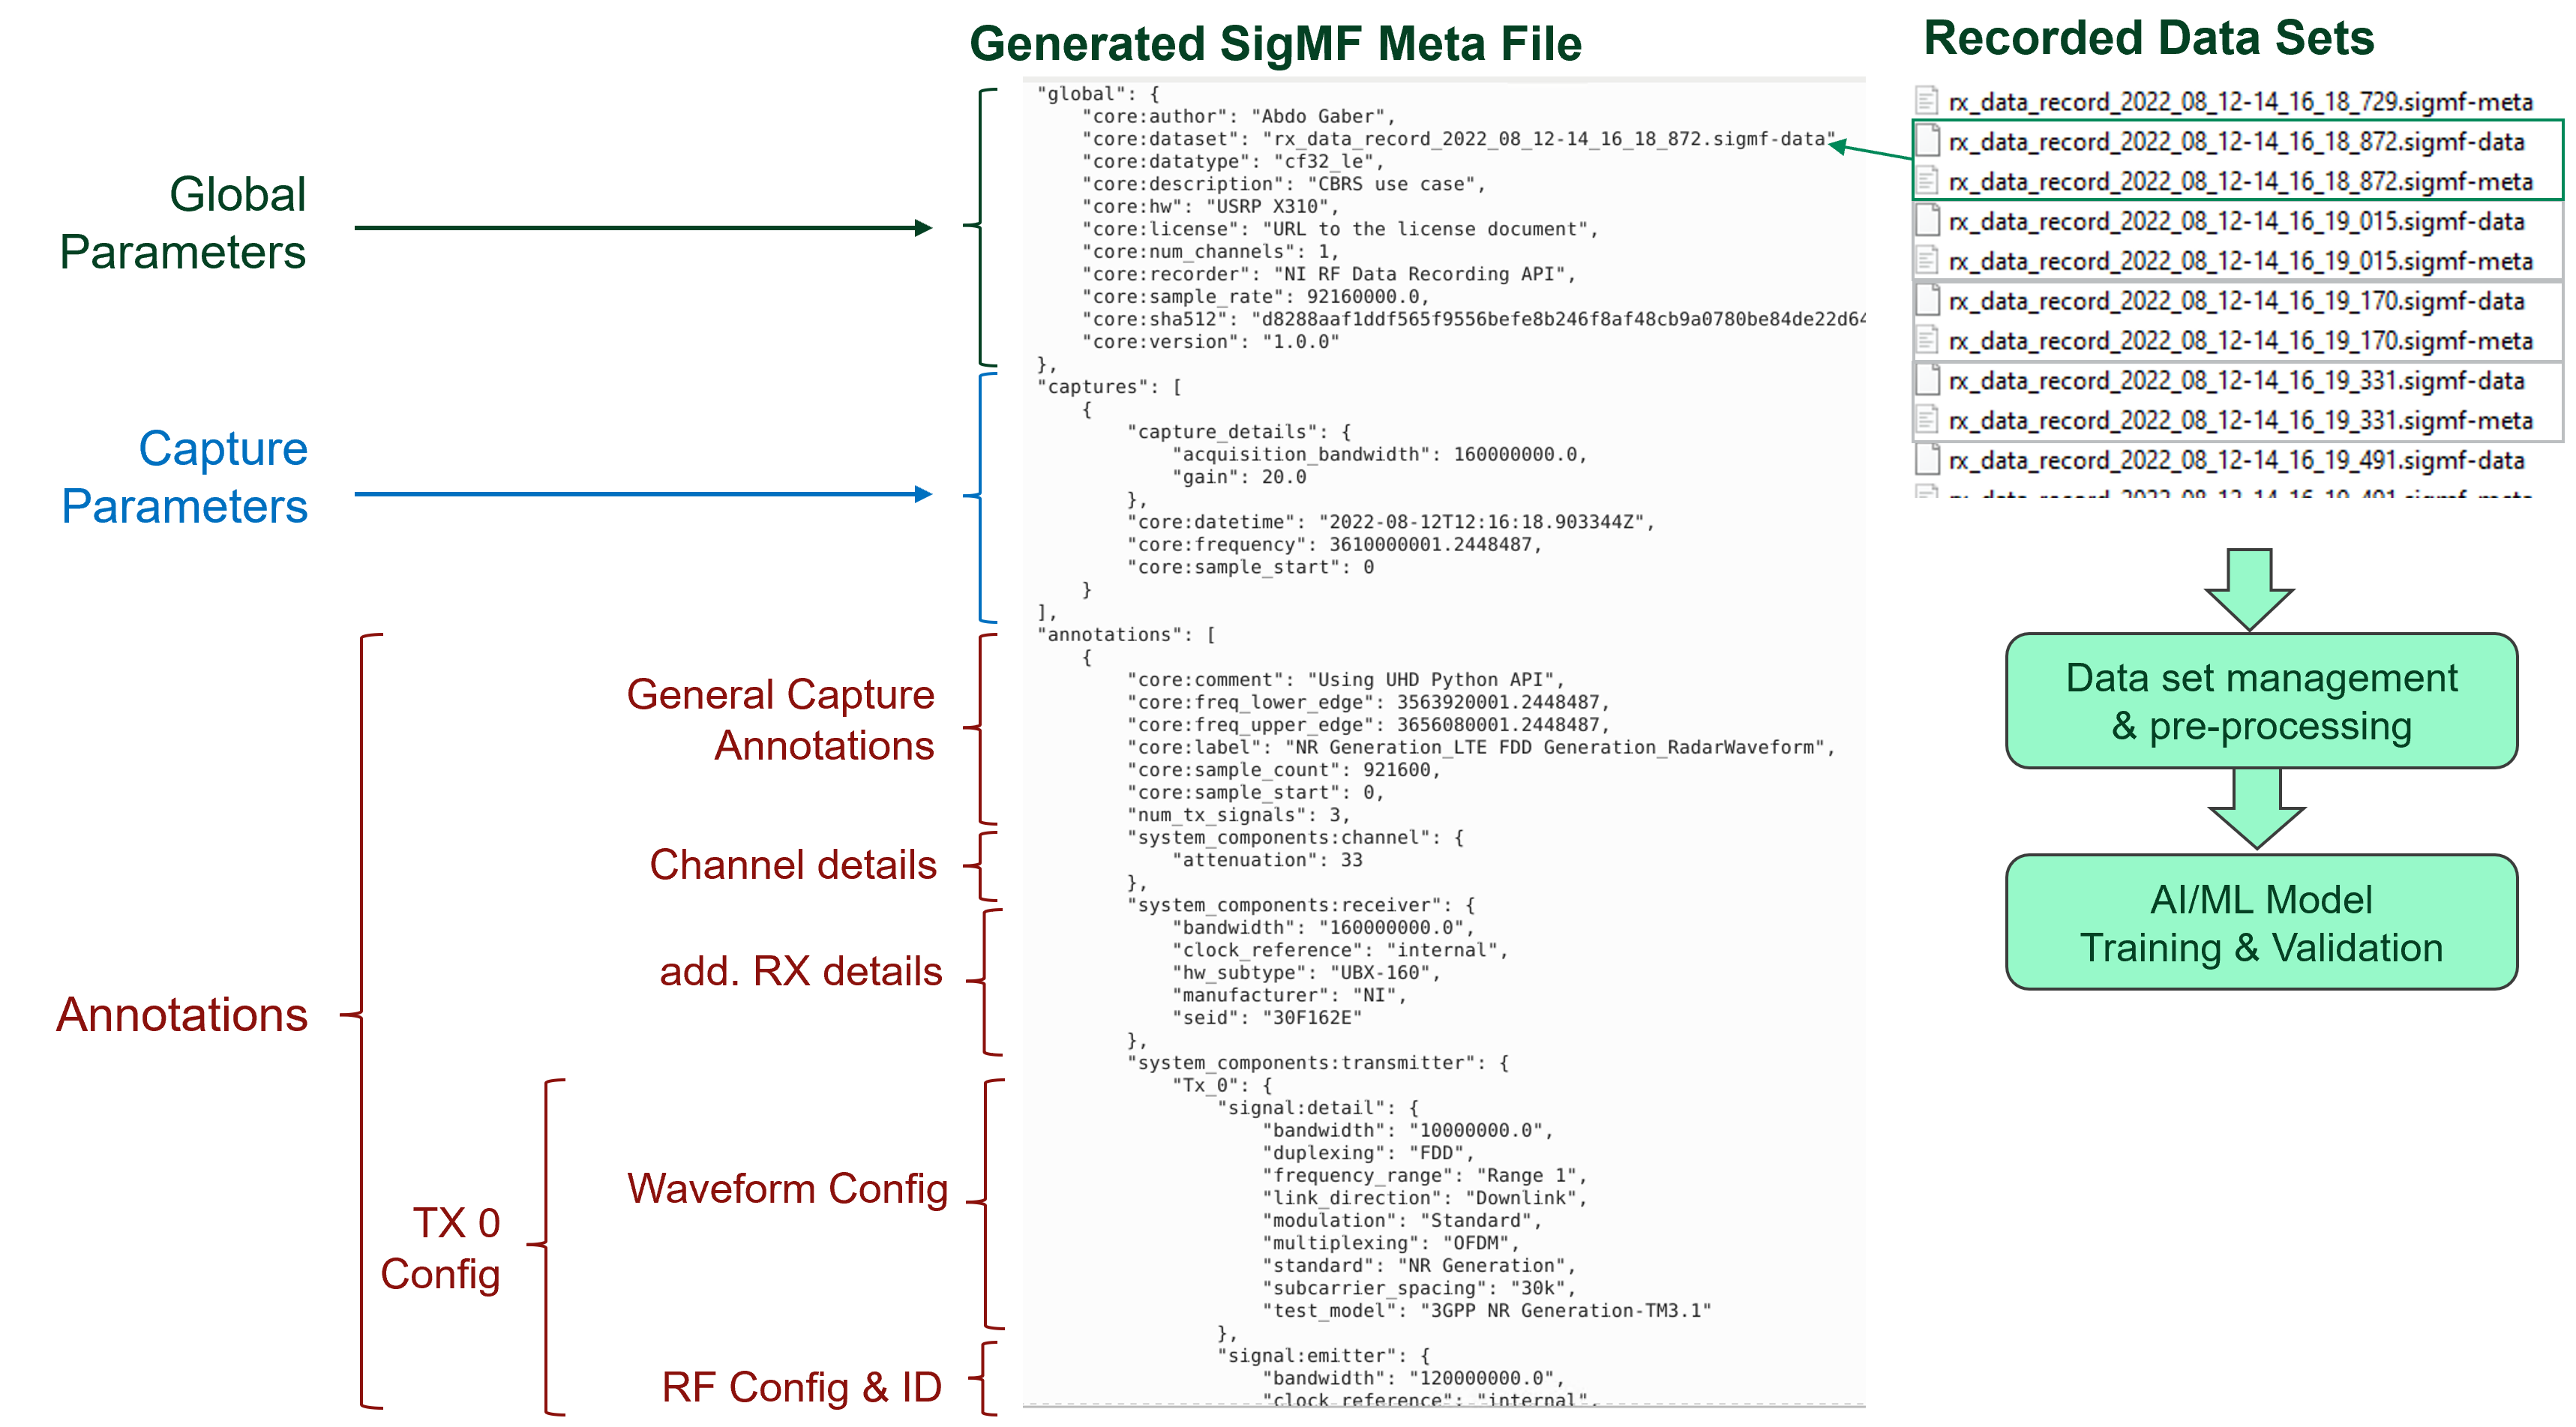 Generated SigMF Meta File
Recorded Data Sets
Global
Parameters
Capture
Parameters
Annotations
General Capture
Annotations
Channel details
add. RX details
TX 0
Config
Waveform Config
RF Config & ID
"global": {
"core:author": "Abdo Gaber",
"core:dataset": "rx_data_record_2022_08_12-14_16_18_872.sigmf-data"
"core:datatype": "cf32_le",
"core:description": "CBRS use case",
"core:hw": "USRP X310",
"core:license": "URL to the license document",
"core:num_channels": 1,
"core:recorder": "NI RF Data Recording API",
"core:sample_rate": 92160000.0,
"core:sha512": "d8288aaf1ddf565f9556befe8b246f8af48cb9a0780be84de22d64
"core:version": "1.0.0"
},
"captures": [
{
"capture_details": {
"acquisition_bandwidth": 160000000.0,
"gain": 20.0
},
"core:datetime": "2022-08-12T12:16:18.903344Z",
"core:frequency": 3610000001.2448487,
"core:sample_start": 0
}
],
"annotations": [
{
"core:comment": "Using UHD Python API",
"core:freq_lower_edge": 3563920001.2448487,
"core:freq_upper_edge": 3656080001.2448487,
"core:label": "NR Generation_LTE FDD Generation_RadarWaveform",
"core:sample_count": 921600,
"core:sample_start": 0,
"num_tx_signals": 3,
"system_components:channel": {
"attenuation": 33
},
"system_components:receiver": {
"bandwidth": "160000000.0",
"clock_reference": "internal",
"hw_subtype": "UBX-160",
"manufacturer": "NI",
"seid": "30F162E"
},
"system_components:transmitter": {
"Tx_0": {
"signal:detail": {
"bandwidth": "10000000.0",
"duplexing": "FDD",
"frequency_range": "Range 1",
"link_direction": "Downlink",
"modulation": "Standard",
"multiplexing": "OFDM",
"standard": "NR Generation",
"subcarrier_spacing": "30k",
"test_model": "3GPP NR Generation-TM3.1"
},
"signal:emitter": {
"bandwidth": "120000000.0",
"clock_reference": "internal",
rx_data_record_2022_08_12-14_16_18_729.sigmf-meta
rx_data_record_2022_08_12-14_16_18_872.sigmf-data
rx_data_record_2022_08_12-14_16_18_872.sigmf-meta
rx_data_record_2022_08_12-14_16_19_015.sigmf-data
rx_data_record_2022_08_12-14_16_19_015.sigmf-meta
rx_data_record_2022_08_12-14_16_19_170.sigmf-data
rx_data_record_2022_08_12-14_16_19_170.sigmf-meta
rx_data_record_2022_08_12-14_16_19_331.sigmf-data
rx_data_record_2022_08_12-14_16_19_331.sigmf-meta
rx_data_record_2022_08_12-14_16_19_491.sigmf-data
rx_data_record_2022_08_12-14_16_19_491.sigmf-meta
Data set management
& pre-processing
AI/ML Model
Training & Validation